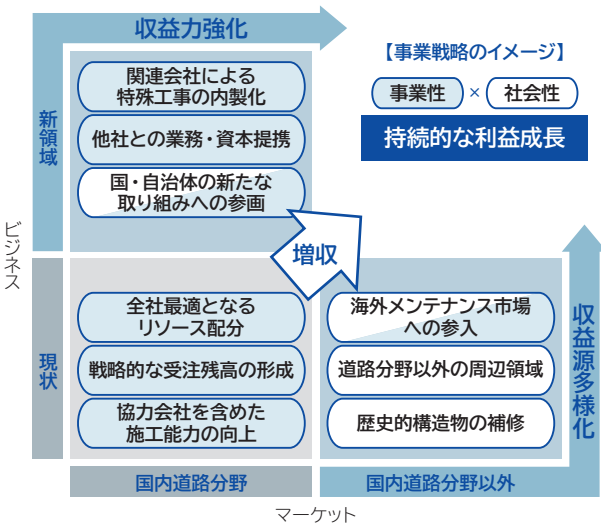 収益力強化
【事業戦略のイメージ】
事業性 × 社会性
持続的な利益成長
ビジネス
新領域
関連会社による
特殊工事の内製化
他社との業務・資本提携
国・自治体の新たな
取り組みへの参画
増収
現状
全社最適となる
リソース配分
戦略的な受注残高の形成
協力会社を含めた
施工能力の向上
海外メンテナンス市場
への参入
道路分野以外の周辺領域
歴史的構造物の補修
収益源多様化
国内道路分野
国内道路分野以外
マーケット